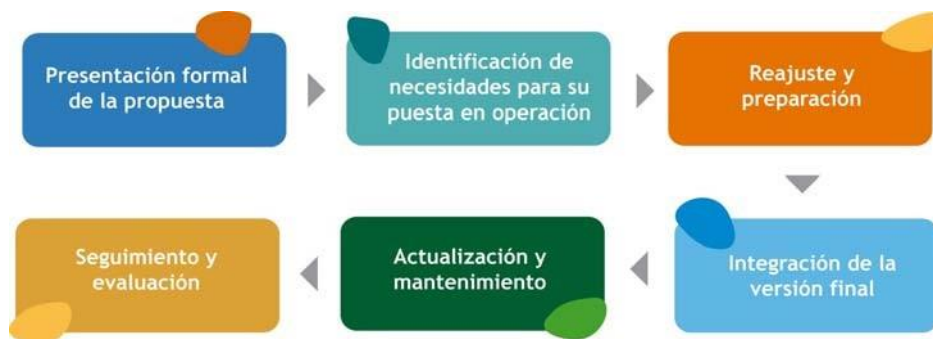 Presentación formal
de la propuesta
Identificación de
necesidades para su
puesta en operación
Reajuste y
preparación
Integración de la
versión final
Actualización y
mantenimiento
Seguimiento y
evaluación